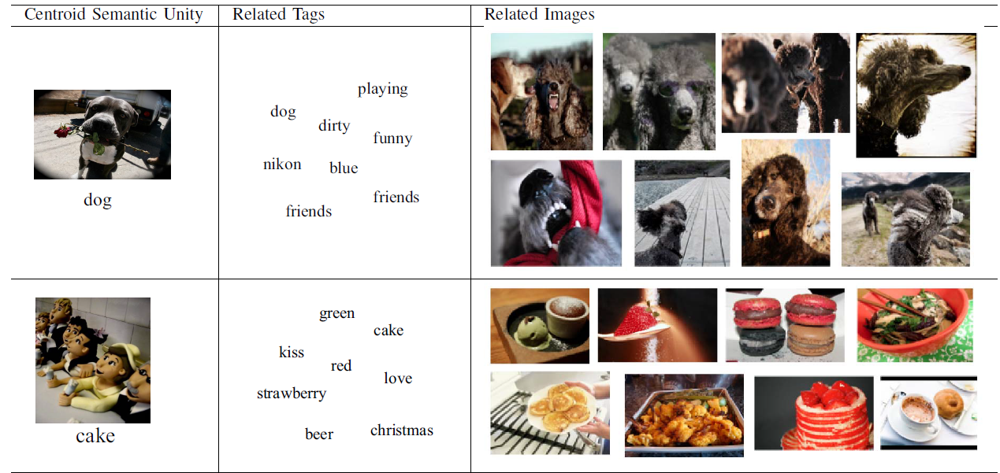 Centroid Semantic Unity Related Tags Related Images
playing
dog
dirty
funny
nikon
blue
friends
friends
dog
green
cake
kiss
red
love
strawberry
beer
christmas
cake